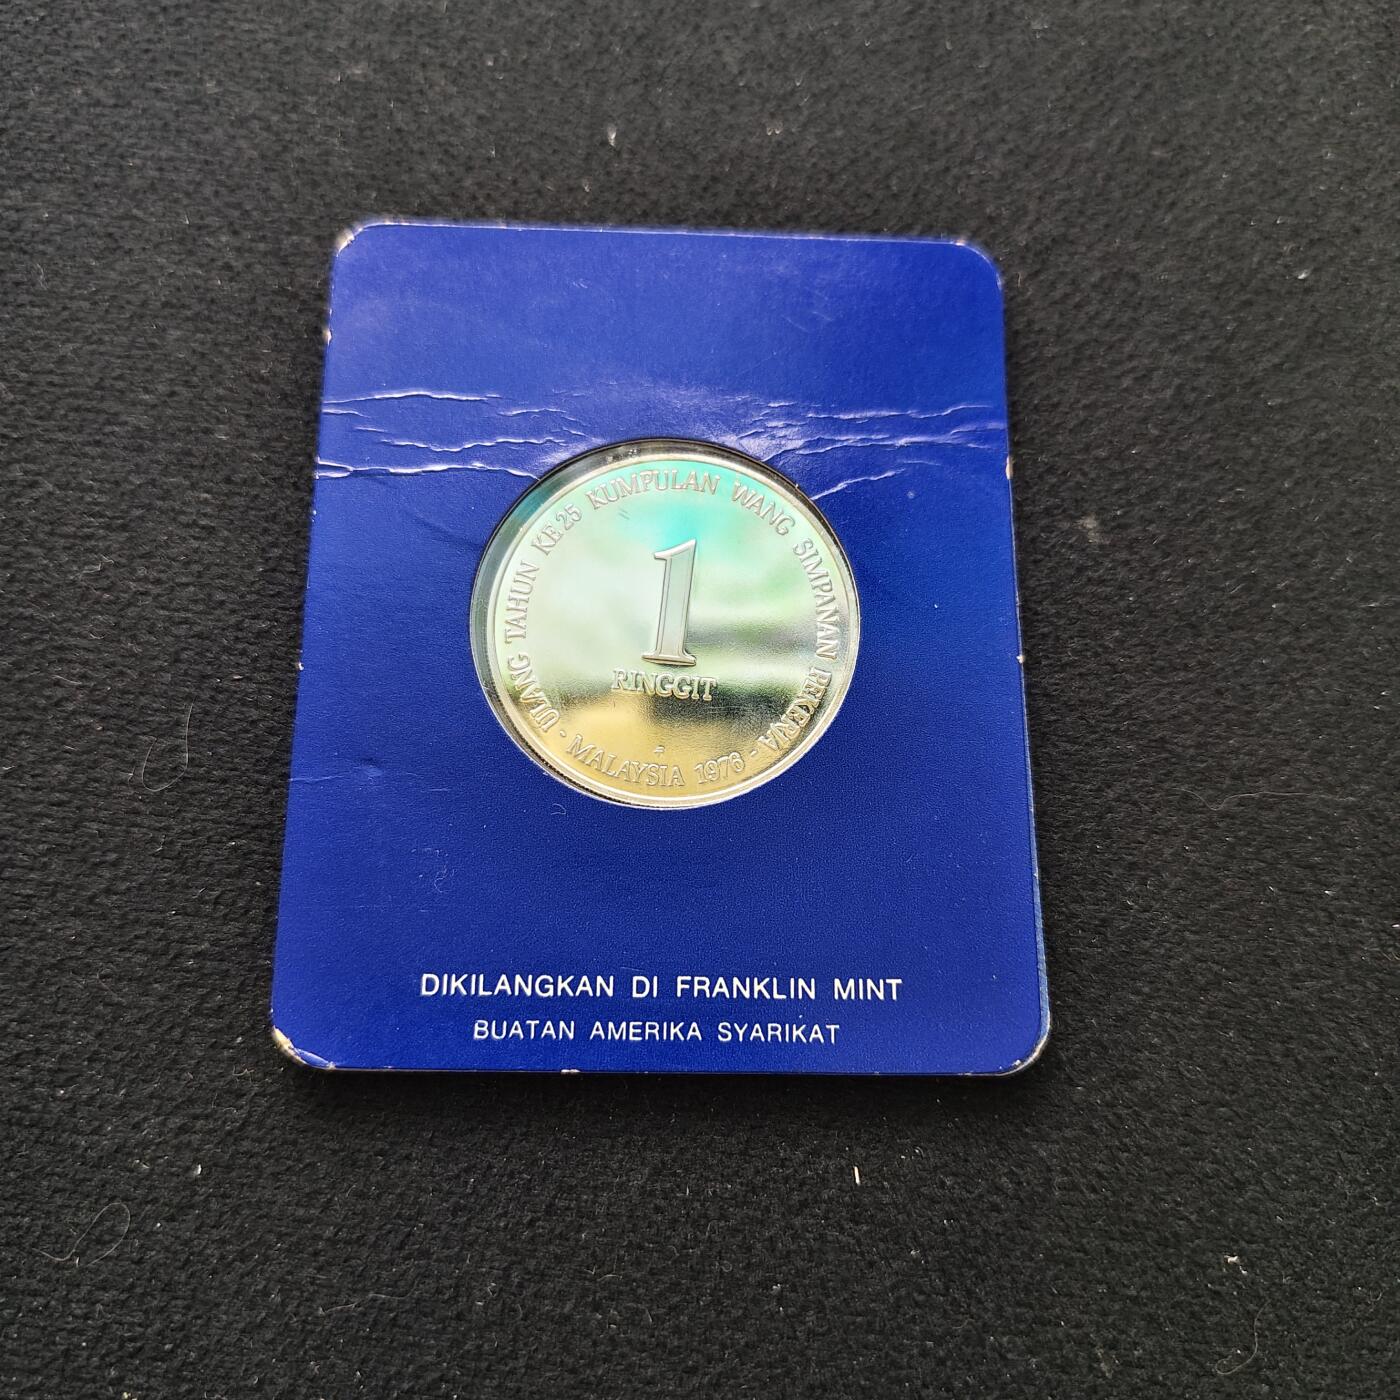 ULANG TAHUN KE 25 KUMPULAN WANG SIMPANAN PEKERJA
1
RINGGIT
· MALAYSIA 1976 ·
DIKILANGKAN DI FRANKLIN MINT
BUATAN AMERIKA SYARIKAT